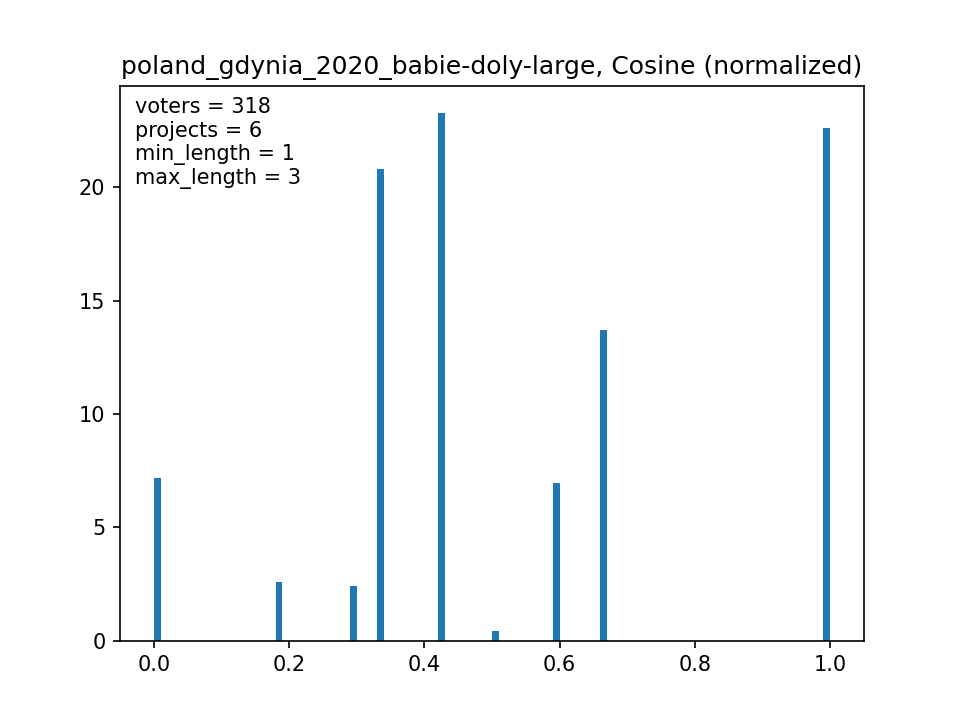 poland_gdynia_2020_babie-doly-large, Cosine (normalized)
voters = 318
projects = 6
min_length = 1
max_length = 3
20
15
10
5
0
0.0 0.2 0.4 0.6 0.8 1.0